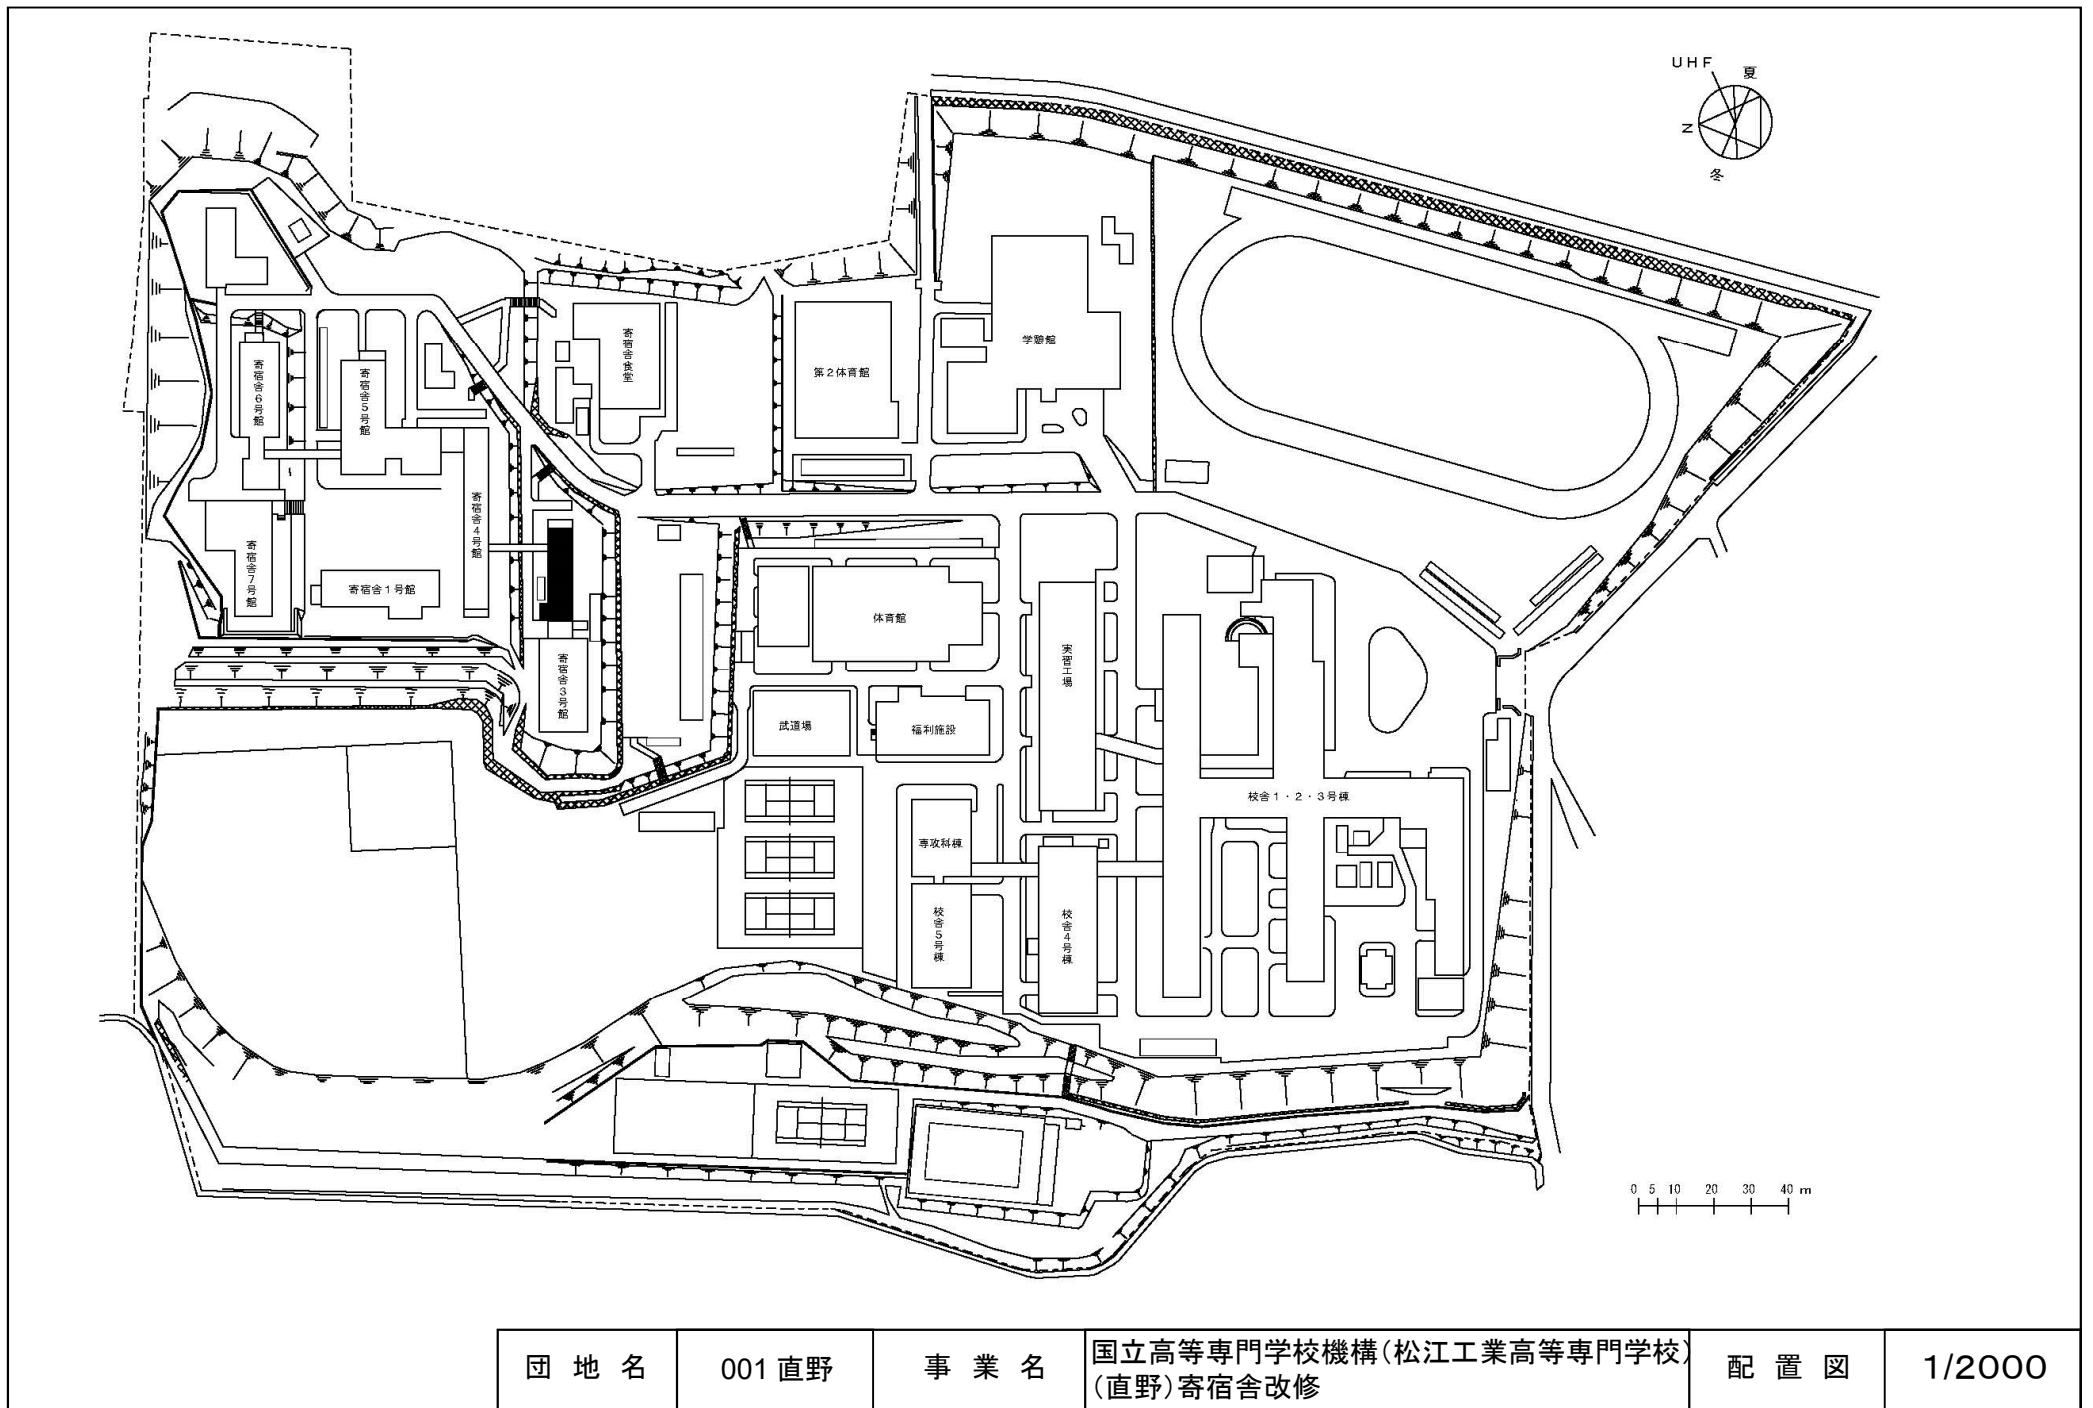 UHF
夏
Z
冬
寄宿舎食堂
学憩館
第2体育館
寄宿舎6号館
寄宿舎5号館
寄宿舎4号館
寄宿舎7号館
寄宿舎1号館
体育館
実習工場
寄宿舎3号館
武道場
福利施設
校舎1・2・3号棟
専攻科棟
校舎5号棟
校舎4号棟
0 5 10 20 30 40 m
団地名
001 直野
事業名
国立高等専門学校機構(松江工業高等専門学校)
(直野)寄宿舎改修
配置図
1/2000